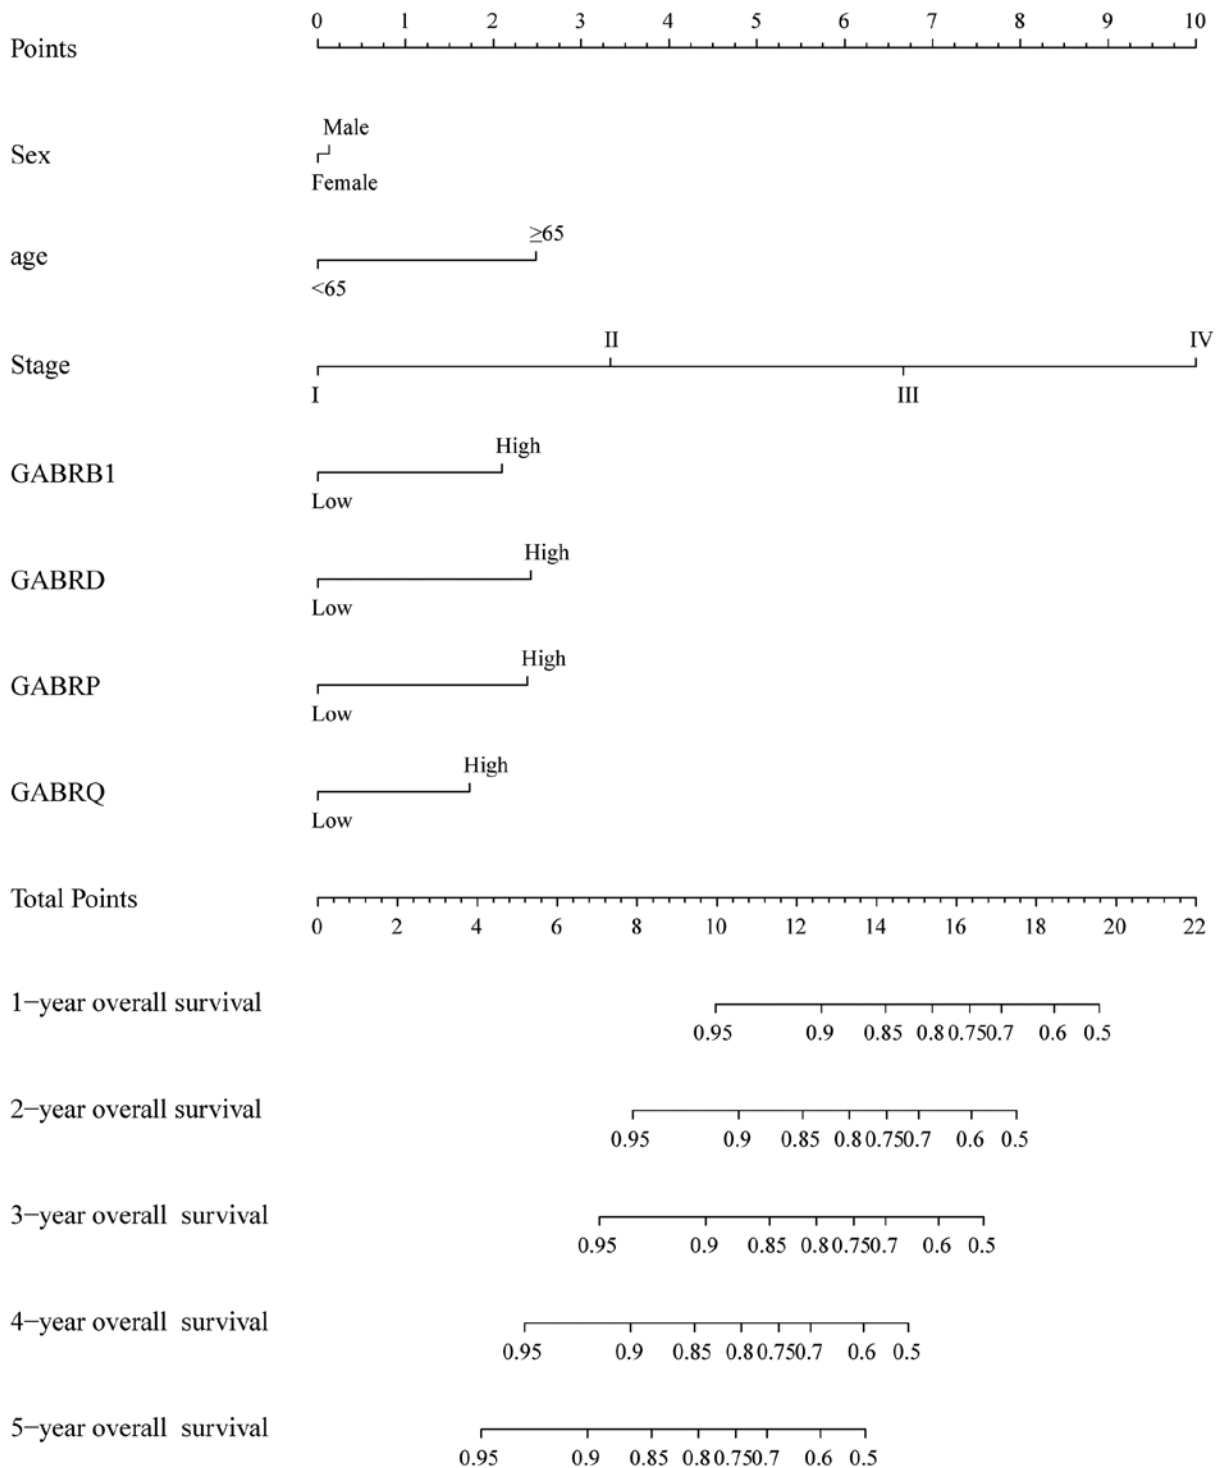 0 1 2 3 4 5 6 7 8 9 10
Points
Male
Sex
Female
≥65
age
<65
II IV
Stage
I III
High
GABRB1
Low
High
GABRD
Low
High
GABRP
Low
High
GABRQ
Low
Total Points
0 2 4 6 8 10 12 14 16 18 20 22
1−year overall survival
0.95 0.9 0.85 0.8 0.75 0.7 0.6 0.5
2−year overall survival
0.95 0.9 0.85 0.8 0.75 0.7 0.6 0.5
3−year overall survival
0.95 0.9 0.85 0.8 0.75 0.7 0.6 0.5
4−year overall survival
0.95 0.9 0.85 0.8 0.75 0.7 0.6 0.5
5−year overall survival
0.95 0.9 0.85 0.8 0.75 0.7 0.6 0.5